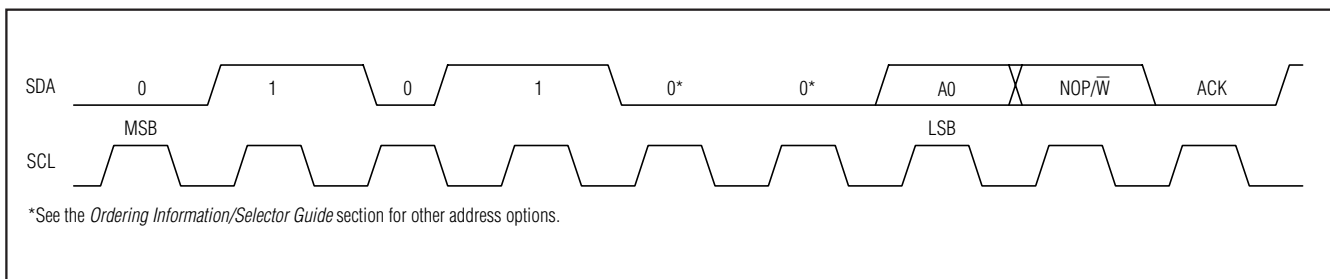 SDA 0 1 0 1 0* 0* A0 NOP/W̅ ACK
MSB LSB
SCL
*See the Ordering Information/Selector Guide section for other address options.